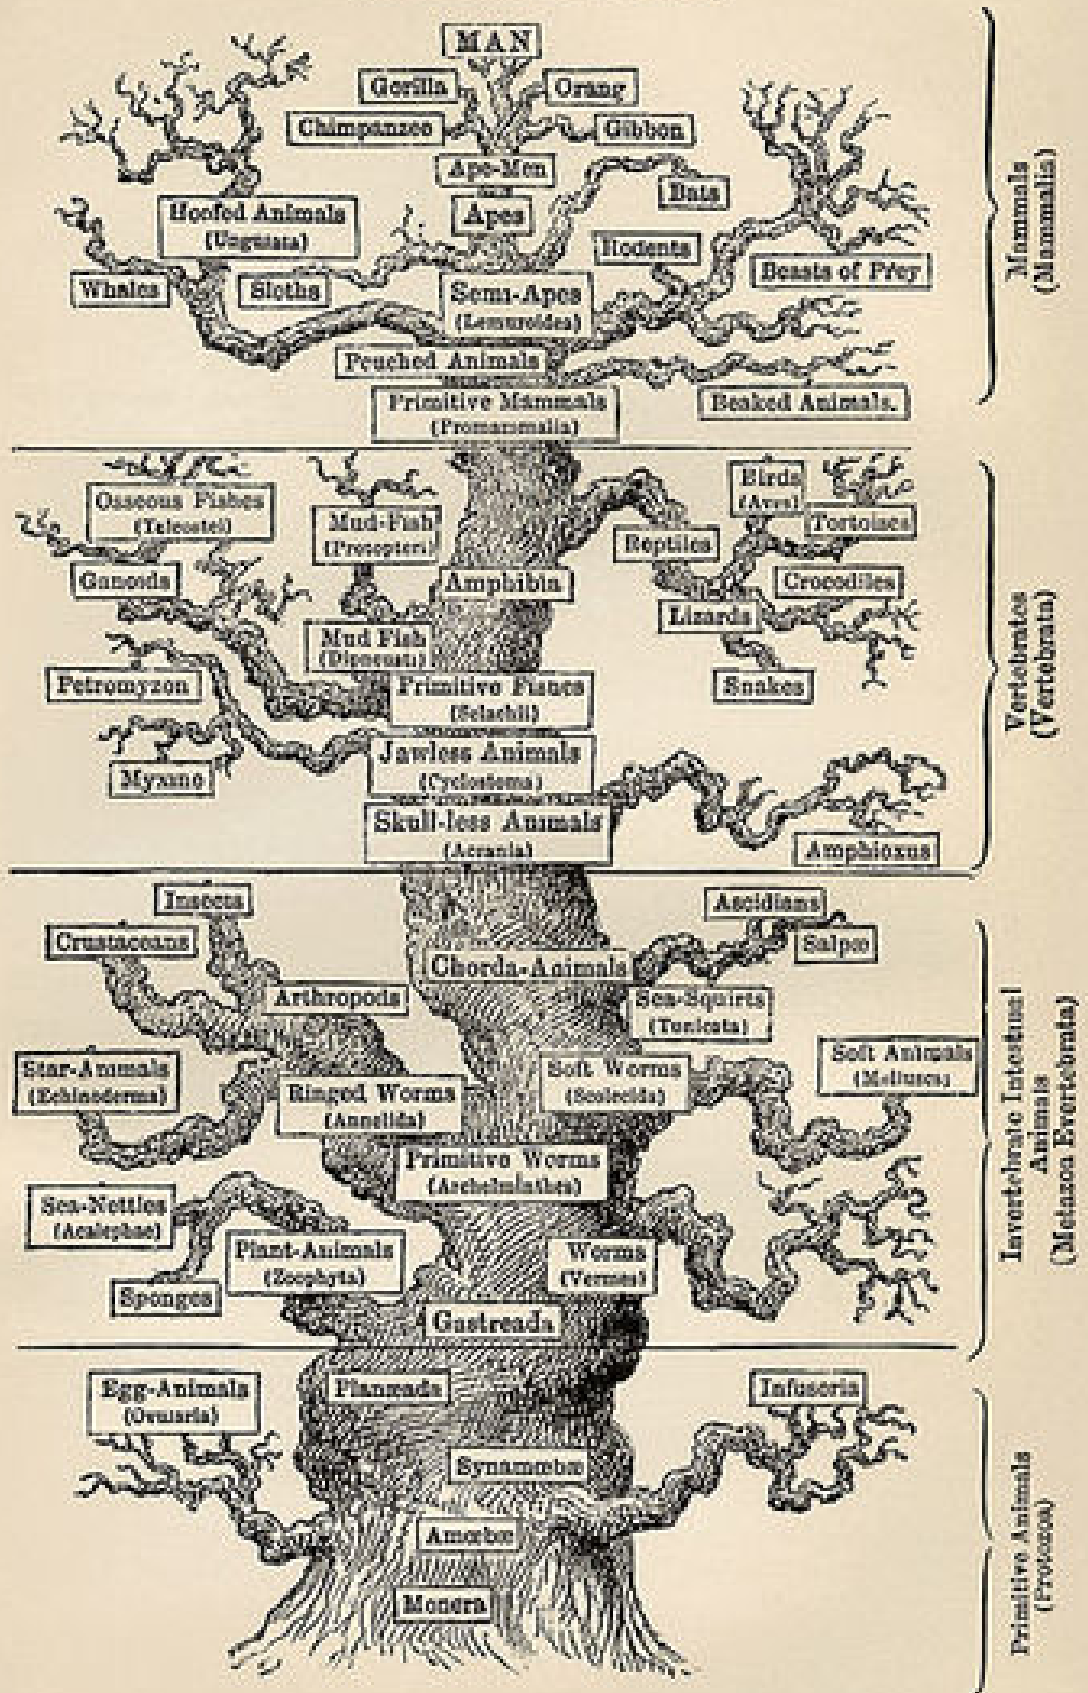 MAN
Gorilla
Orang
Chimpanzee
Gibbon
Ape-Men
Bats
Hoofed Animals
(Ungulata)
Apes
Rodents
Beasts of Prey
Whales
Sloths
Semi-Apes
(Lemuroidea)
Pouched Animals
Primitive Mammals
(Promammalia)
Beaked Animals.
Mammals
(Mammalia)
Osseous Fishes
(Teleostei)
Mud-Fish
(Protopteri)
Birds
(Aves)
Tortoises
Reptiles
Ganoids
Amphibia
Crocodiles
Lizards
Mud Fish
(Dipneusti)
Petromyzon
Primitive Fishes
(Selachii)
Snakes
Jawless Animals
(Cyclostoma)
Myxine
Skull-less Animals
(Acrania)
Amphioxus
Vertebrates
(Vertebrata)
Insects
Ascidians
Crustaceans
Salpæ
Chorda-Animals
Arthropods
Sea-Squirts
(Tunicata)
Star-Animals
(Echinoderma)
Ringed Worms
(Annelida)
Soft Worms
(Scolecida)
Soft Animals
(Mollusca)
Primitive Worms
(Archelminthes)
Sea-Nettles
(Acalephae)
Plant-Animals
(Zoophyta)
Worms
(Vermes)
Sponges
Gastreada
Invertebrate Intestinal
Animals
(Metazoa Evertebrata)
Egg-Animals
(Ovularia)
Planæada
Infusoria
Synamœbæ
Amœbæ
Monera
Primitive Animals
(Protozoa)